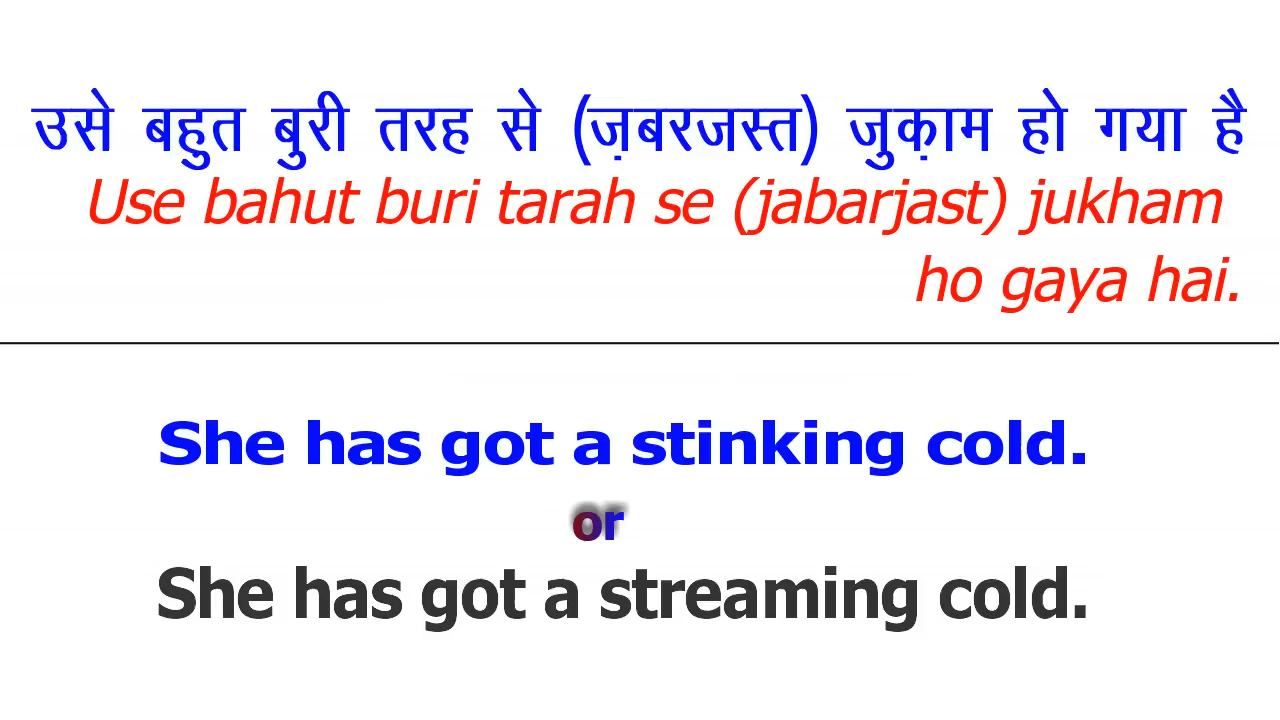 उसे बहुत बुरी तरह से (ज़बरजस्त) जुक़ाम हो गया है
Use bahut buri tarah se (jabarjast) jukham
ho gaya hai.
She has got a stinking cold.
or
She has got a streaming cold.